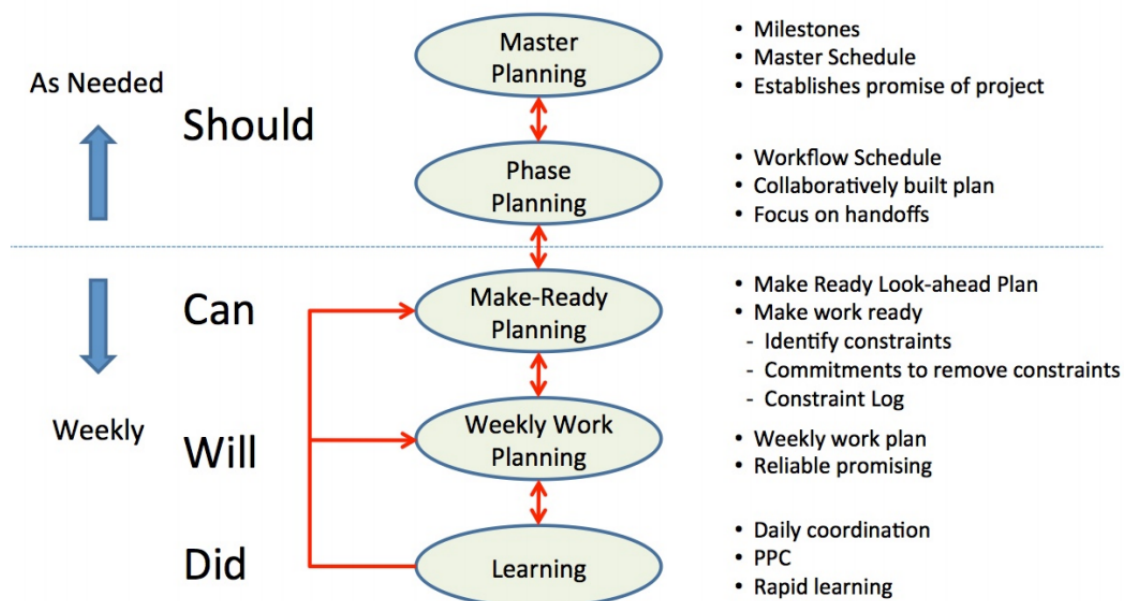 As Needed
Should
Master
Planning
• Milestones
• Master Schedule
• Establishes promise of project
Phase
Planning
• Workflow Schedule
• Collaboratively built plan
• Focus on handoffs
Can
Make-Ready
Planning
• Make Ready Look-ahead Plan
• Make work ready
- Identify constraints
- Commitments to remove constraints
- Constraint Log
Weekly
Will
Weekly Work
Planning
• Weekly work plan
• Reliable promising
Did
Learning
• Daily coordination
• PPC
• Rapid learning